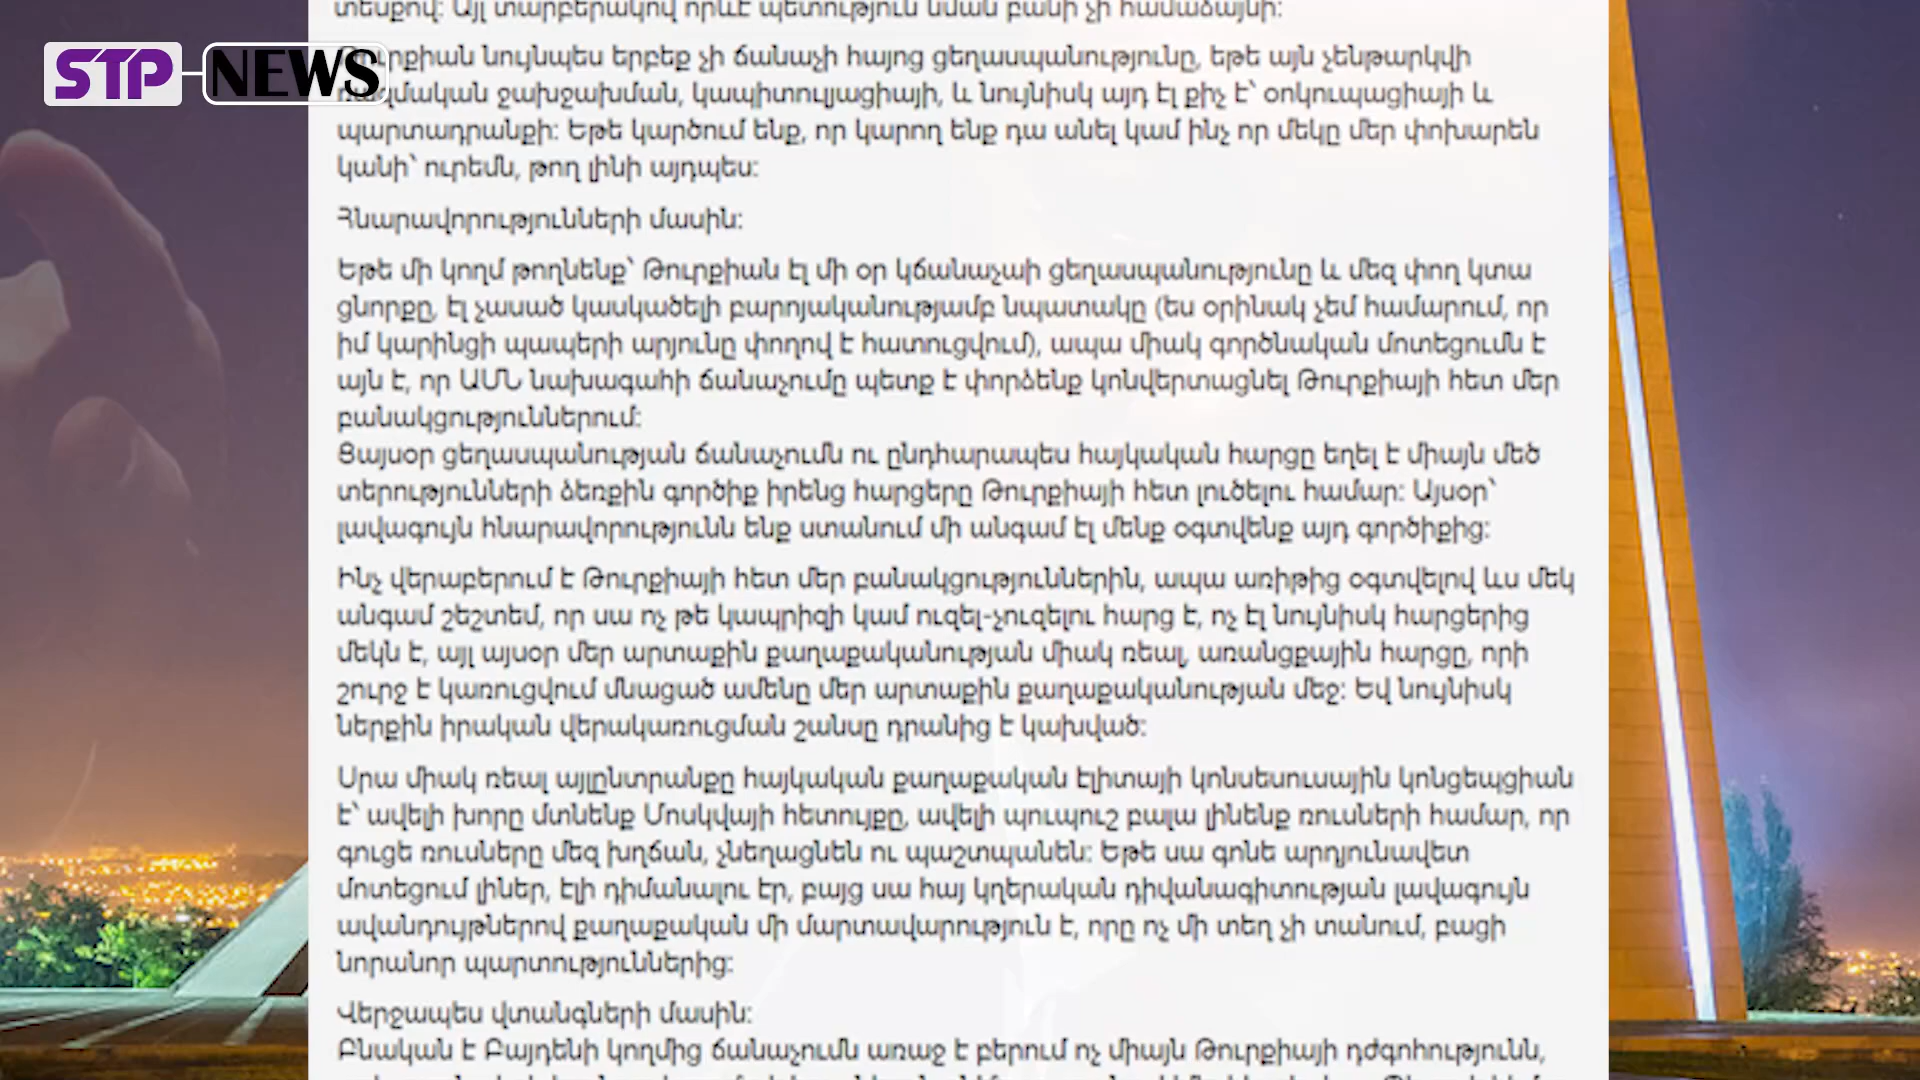 տեսքով: Այլ տարբերակով որևէ պետություն նման բանի չի համաձայնի:
STP NEWS
նույնպես երբեք չի ճանաչի հայոց ցեղասպանությունը, եթե այն չենթարկվի
ռազմական ջախջախման, կապիտուլյացիայի, և նույնիսկ այդ էլ քիչ է՝ օոկուպացիայի և
պարտադրանքի: Եթե կարծում ենք, որ կարող ենք դա անել կամ ինչ որ մեկը մեր փոխարեն
կանի՝ ուրեմն, թող լինի այդպես:
Հնարավորությունների մասին:
Եթե մի կողմ թողնենք՝ Թուրքիան էլ մի օր կճանաչաի ցեղասպանությունը և մեզ փող կտա
ցնորքը, էլ չասած կասկածելի բարոյականությամբ նպատակը (ես օրինակ չեմ համարում, որ
իմ կարինցի պապերի արյունը փողով է հատուցվում), ապա միակ գործնական մոտեցումն է
այն է, որ ԱՄՆ նախագահի ճանաչումը պետք է փորձենք կոնվերտացնել Թուրքիայի հետ մեր
բանակցություններում:
Ցայսօր ցեղասպանության ճանաչումն ու ընդհարապես հայկական հարցը եղել է միայն մեծ
տերությունների ձեռքին գործիք իրենց հարցերը Թուրքիայի հետ լուծելու համար: Այսօր՝
լավագույն հնարավորությունն ենք ստանում մի անգամ էլ մենք օգտվենք այդ գործիքից:
Ինչ վերաբերում է Թուրքիայի հետ մեր բանակցություններին, ապա առիթից օգտվելով ևս մեկ
անգամ շեշտեմ, որ սա ոչ թե կապրիզի կամ ուզել-չուզելու հարց է, ոչ էլ նույնիսկ հարցերից
մեկն է, այլ այսօր մեր արտաքին քաղաքականության միակ ռեալ, առանցքային հարցը, որի
շուրջ է կառուցվում մնացած ամենը մեր արտաքին քաղաքականության մեջ: Եվ նույնիսկ
ներքին իրական վերակառուցման շանսը դրանից է կախված:
Սրա միակ ռեալ այլընտրանքը հայկական քաղաքական էլիտայի կոնսեսուսային կոնցեպցիան
է՝ ավելի խորը մտնենք Մոսկվայի հետույքը, ավելի պուպուշ բալա լինենք ռուսների համար, որ
գուցե ռուսները մեզ խղճան, չնեղացնեն ու պաշտպանեն: Եթե սա գոնե արդյունավետ
մոտեցում լիներ, էլի դիմանալու էր, բայց սա հայ կղերական դիվանագիտության լավագույն
ավանդույթներով քաղաքական մի մարտավարություն է, որը ոչ մի տեղ չի տանում, բացի
նորանոր պարտություններից:
Վերջապես վտանգների մասին:
Բնական է Բայդենի կողմից ճանաչումն առաջ է բերում ոչ միայն Թուրքիայի դժգոհությունն,